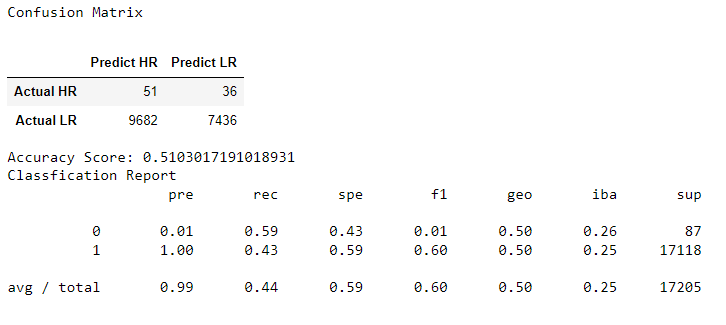 Confusion Matrix
Predict HR Predict LR
Actual HR 51 36
Actual LR 9682 7436
Accuracy Score: 0.5103017191018931
Classfication Report
pre rec spe f1 geo iba sup
0 0.01 0.59 0.43 0.01 0.50 0.26 87
1 1.00 0.43 0.59 0.60 0.50 0.25 17118
avg / total 0.99 0.44 0.59 0.60 0.50 0.25 17205